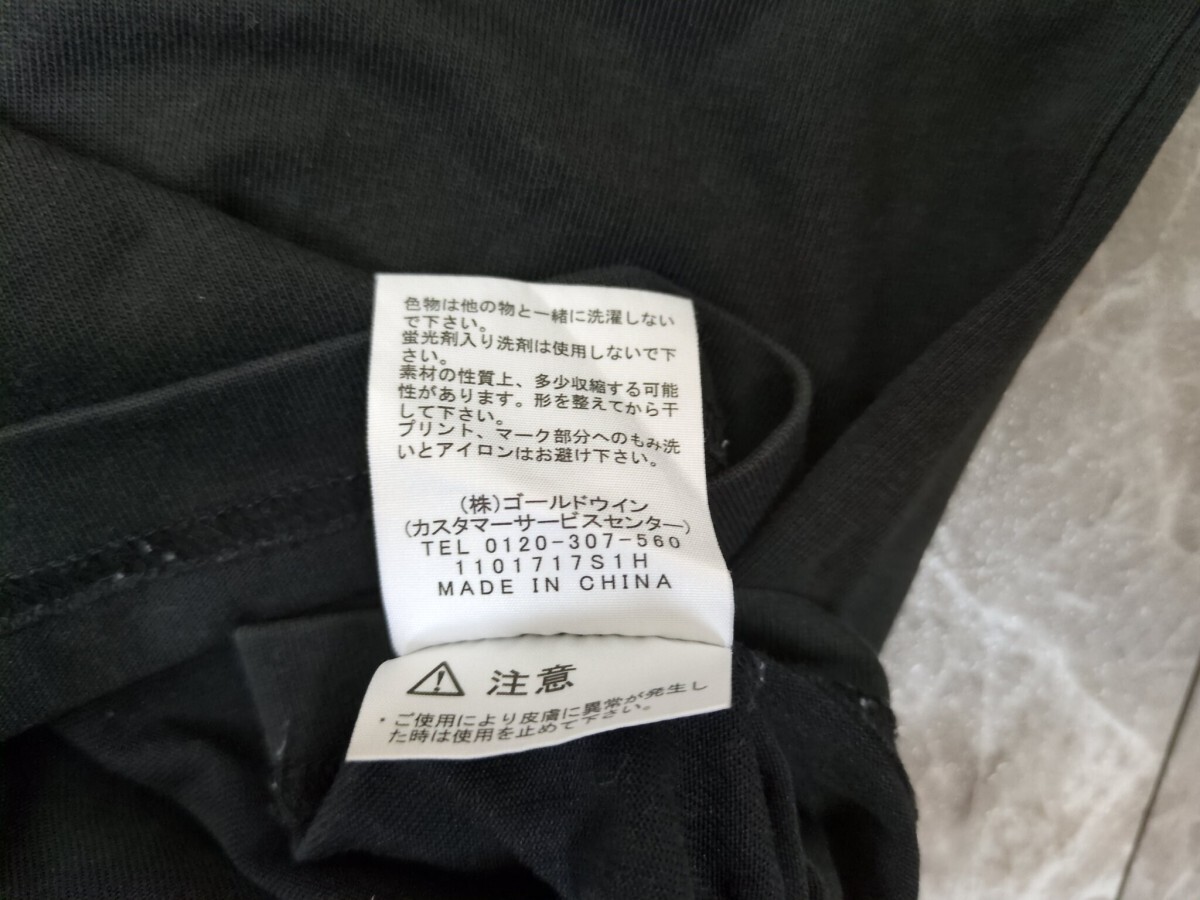 色物は他の物と一緒に洗濯しない
で下さい。
蛍光剤入り洗剤は使用しないで下
さい。
素材の性質上、多少収縮する可能
性があります。形を整えてから干
して下さい。
プリント、マーク部分へのもみ洗
いとアイロンはお避け下さい。
(株)ゴールドウイン
(カスタマーサービスセンター)
TEL 0120-307-560
1101717S1H
MADE IN CHINA
注意
・ご使用により皮膚に異常が発生し
た時は使用を止めて下さい。